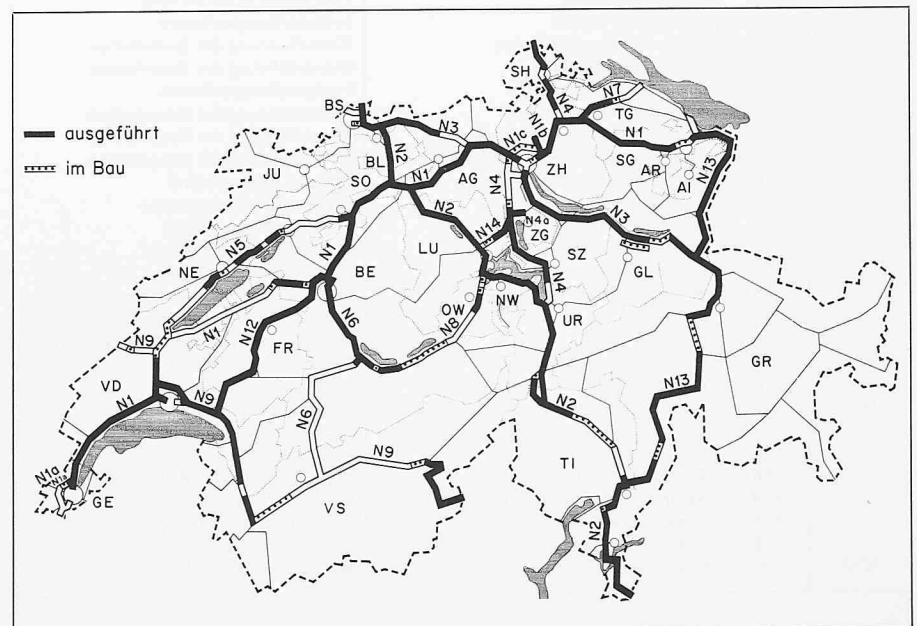 ausgeführt
im Bau
SH
BS
N4
N7
TG
N3
N1c
N1b
N1
N2
BL
JU
SO
N1
AG
N4
ZH
SG
AR
AI
N13
N2
N14
N4a
ZG
N3
N5
N1
BE
LU
SZ
GL
NE
N4
N1
N12
N6
OW
NW
N8
UR
N9
FR
GR
VD
N9
N13
N1
N6
N2
N9
TI
N1a
N1a
GE
VS
N2